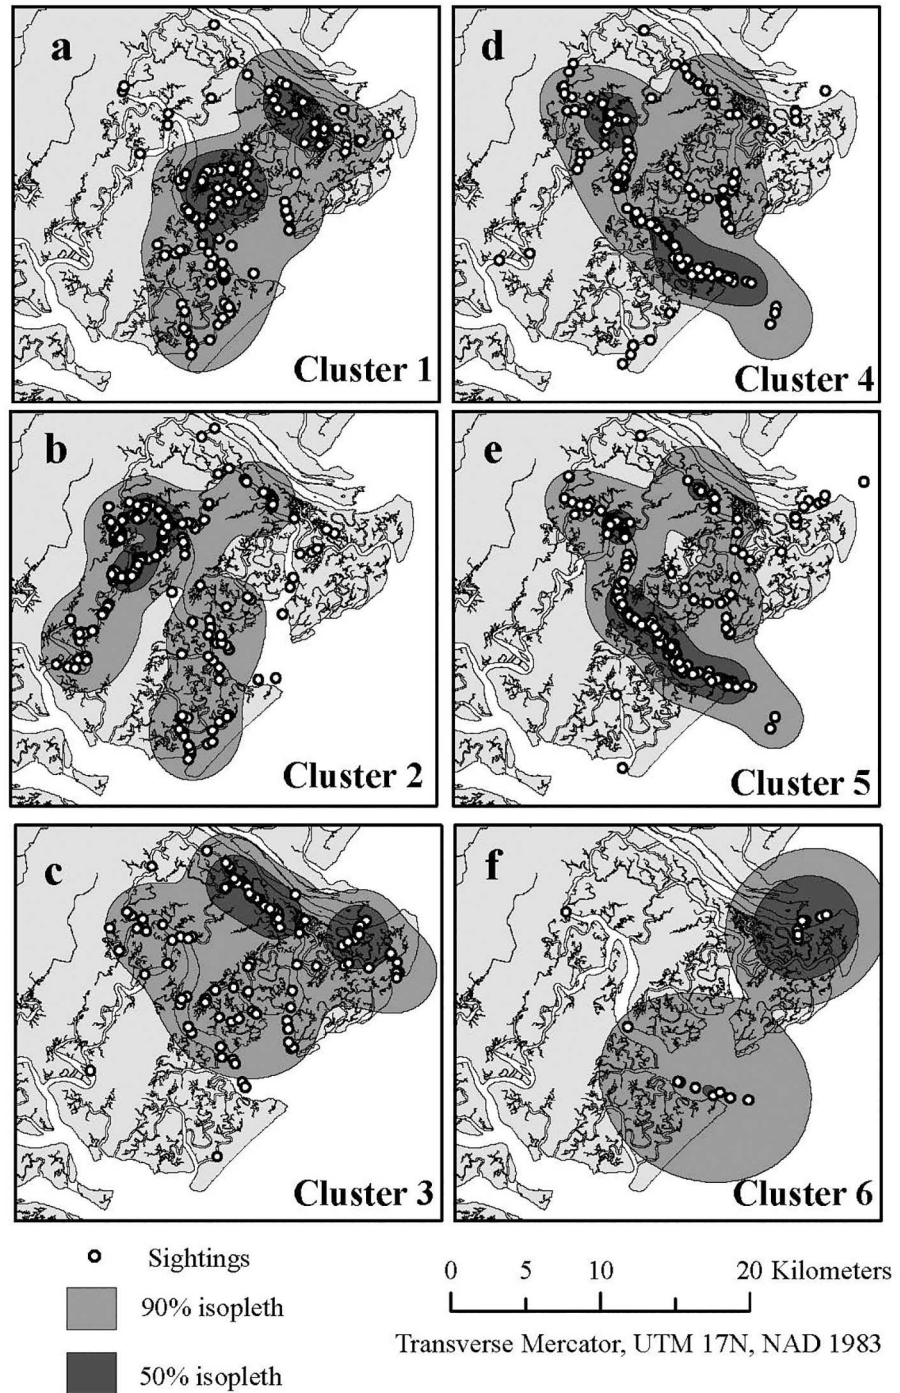 a
Cluster 1
d
Cluster 4
b
Cluster 2
e
Cluster 5
c
Cluster 3
f
Cluster 6
Sightings
90% isopleth
50% isopleth
0 5 10 20 Kilometers
Transverse Mercator, UTM 17N, NAD 1983